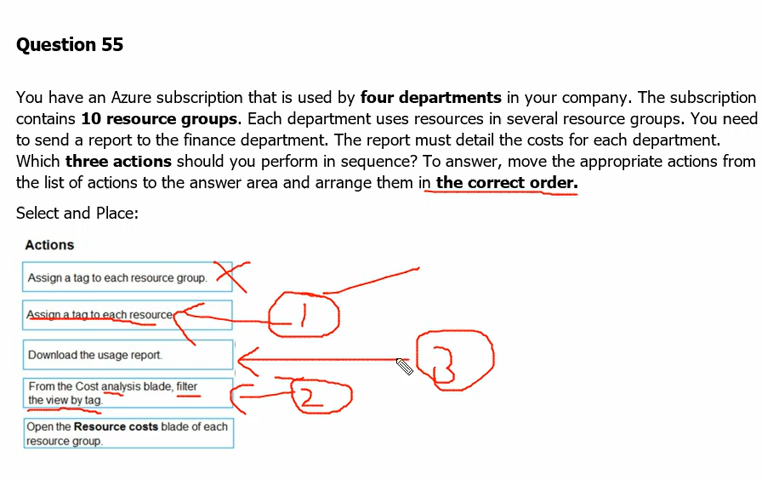 Question 55
You have an Azure subscription that is used by four departments in your company. The subscription
contains 10 resource groups. Each department uses resources in several resource groups. You need
to send a report to the finance department. The report must detail the costs for each department.
Which three actions should you perform in sequence? To answer, move the appropriate actions from
the list of actions to the answer area and arrange them in the correct order.
Select and Place:
Actions
Assign a tag to each resource group.
Assign a tag to each resource.
1
Download the usage report.
3
From the Cost analysis blade, filter
the view by tag.
2
Open the Resource costs blade of each
resource group.